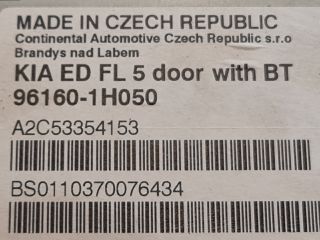 MADE IN CZECH REPUBLIC
Continental Automotive Czech Republic s.r.o
Brandys nad Labem
KIA ED FL 5 door with BT
96160-1H050
A2C53354153
BS0110370076434